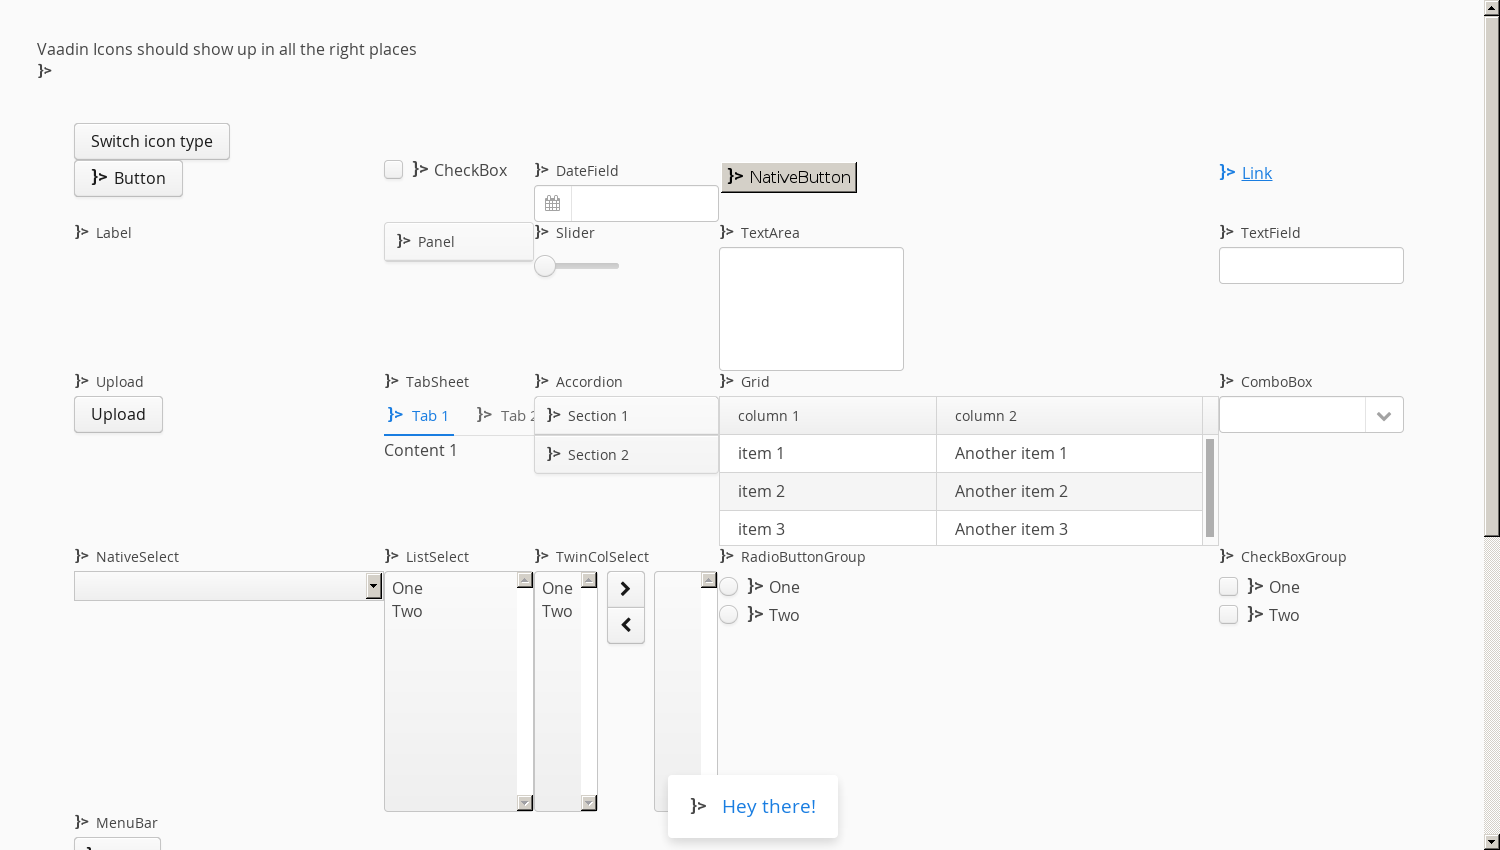 Vaadin Icons should show up in all the right places
Switch icon type
Button
CheckBox
DateField
NativeButton
Link
Label
Panel
Slider
TextArea
TextField
Upload
Upload
TabSheet
Tab 1
Tab 2
Content 1
Accordion
Section 1
Section 2
Grid
column 1 column 2
item 1 Another item 1
item 2 Another item 2
item 3 Another item 3
ComboBox
NativeSelect
ListSelect
One
Two
TwinColSelect
One
Two
RadioButtonGroup
One
Two
CheckBoxGroup
One
Two
Hey there!
MenuBar